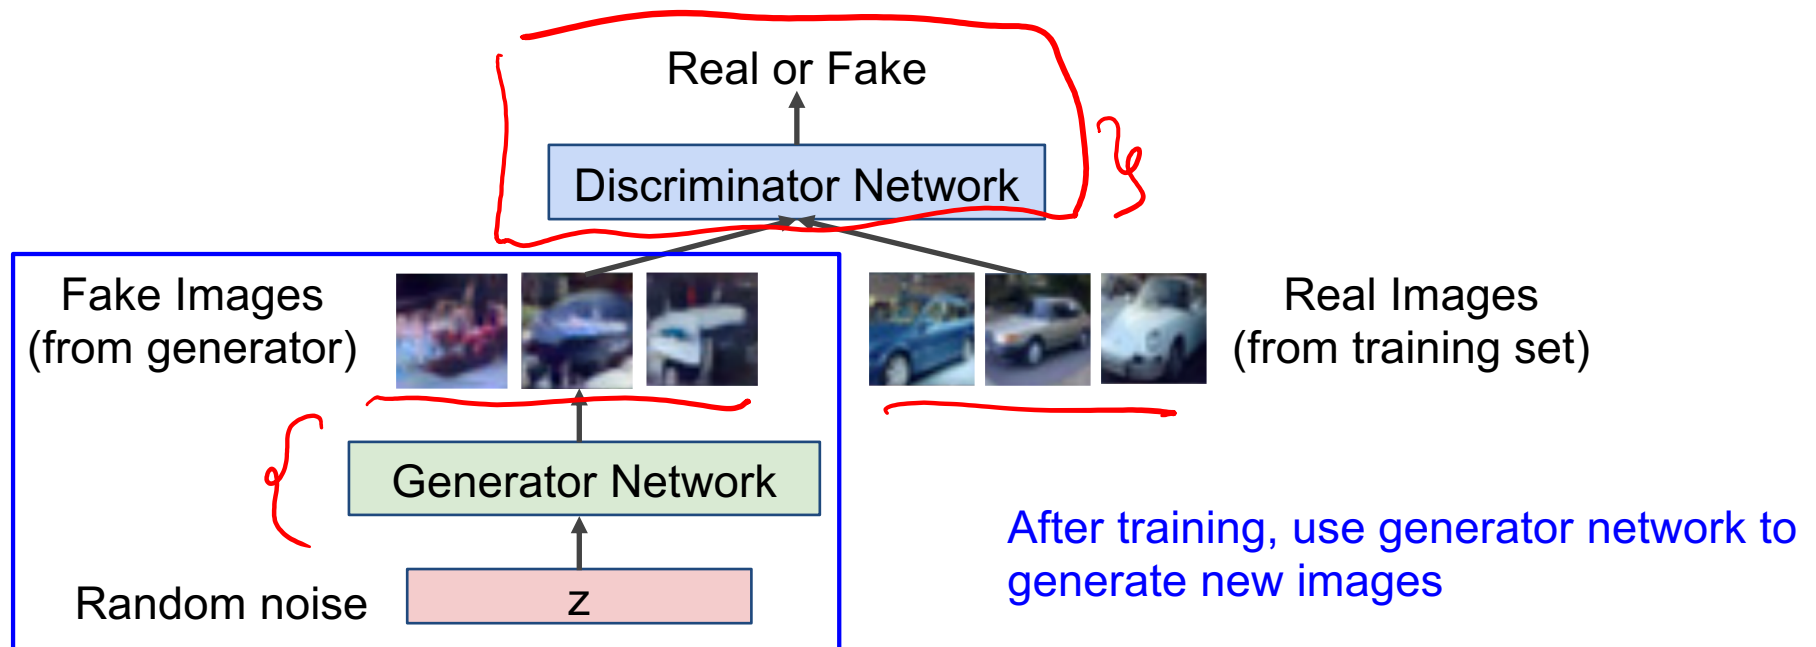 Real or Fake
Discriminator Network
Fake Images
(from generator)
Real Images
(from training set)
Generator Network
After training, use generator network to
generate new images
Random noise
z